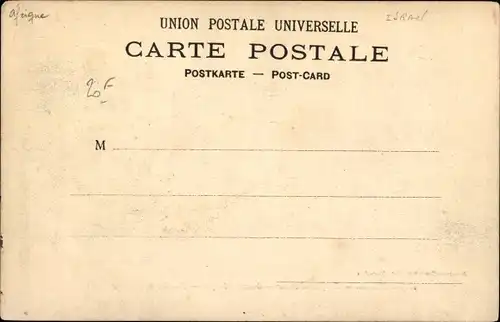 afrique
ISRAEL
UNION POSTALE UNIVERSELLE
CARTE POSTALE
POSTKARTE — POST-CARD
20F
M